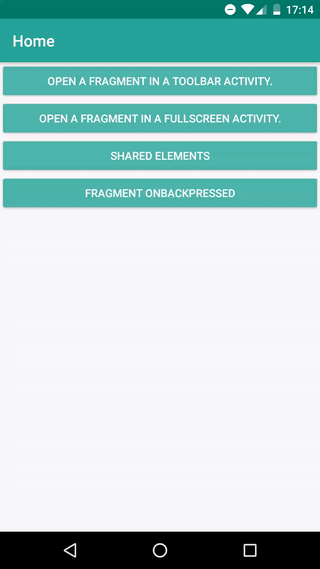 17:14
Home
OPEN A FRAGMENT IN A TOOLBAR ACTIVITY.
OPEN A FRAGMENT IN A FULLSCREEN ACTIVITY.
SHARED ELEMENTS
FRAGMENT ONBACKPRESSED